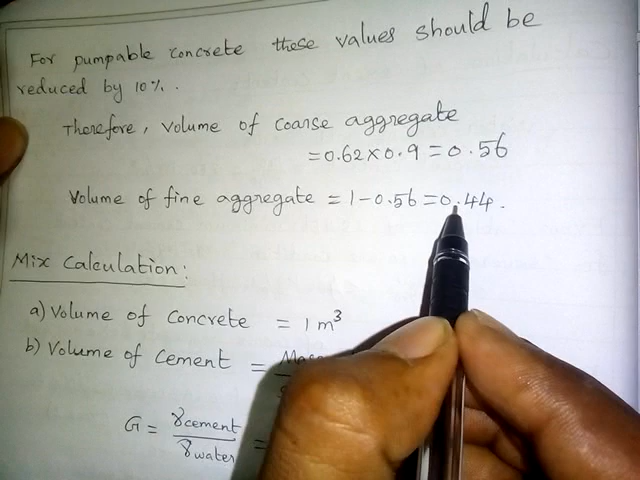 For pumpable concrete these values should be
reduced by 10%.
Therefore, volume of coarse aggregate
= 0.62 × 0.9 = 0.56
Volume of fine aggregate = 1 - 0.56 = 0.44.
Mix Calculation:
a) Volume of Concrete = 1 m³
b) Volume of Cement =
G = γcement / γwater =